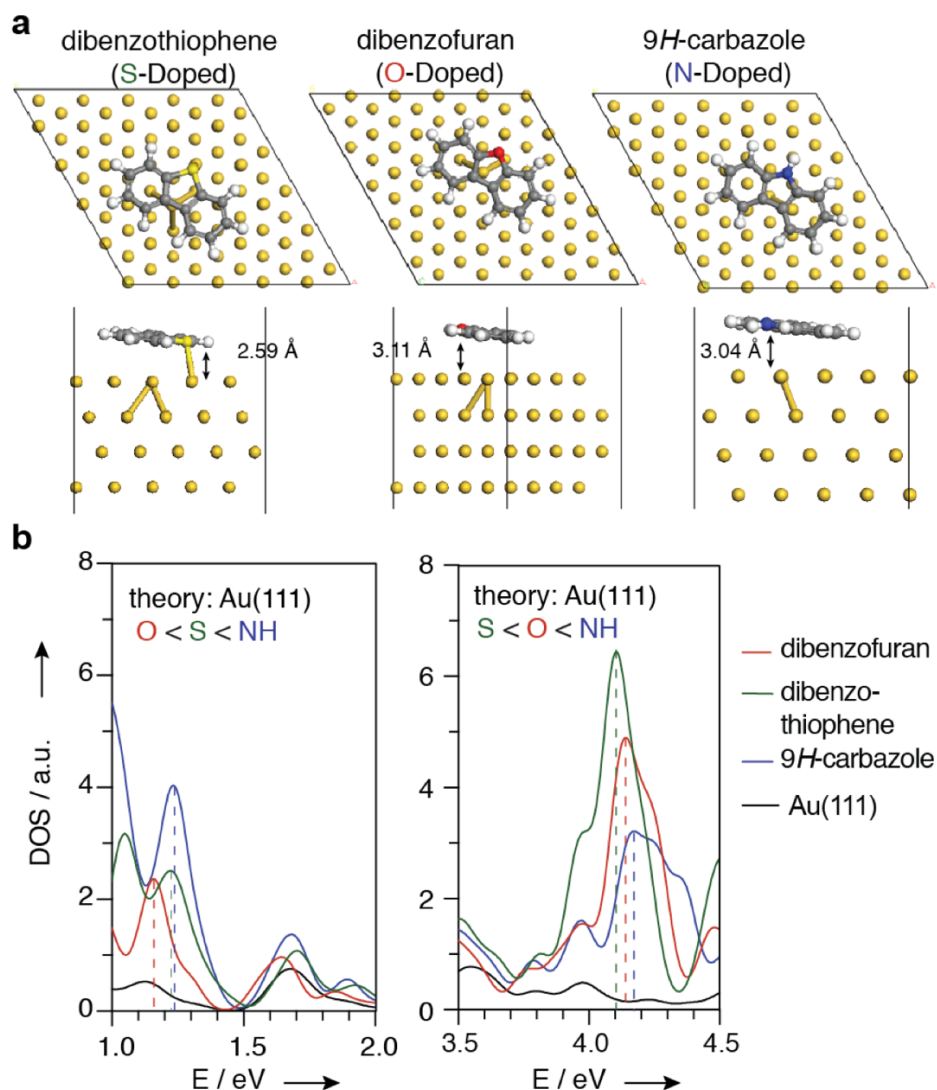 a
dibenzothiophene
(S-Doped)
dibenzofuran
(O-Doped)
9H-carbazole
(N-Doped)
2.59 Å
3.11 Å
3.04 Å
b
8
6
4
2
0
DOS / a.u.
theory: Au(111)
O < S < NH
1.0
1.5
2.0
E / eV
8
6
4
2
0
theory: Au(111)
S < O < NH
3.5
4.0
4.5
E / eV
dibenzofuran
dibenzo-
thiophene
9H-carbazole
Au(111)